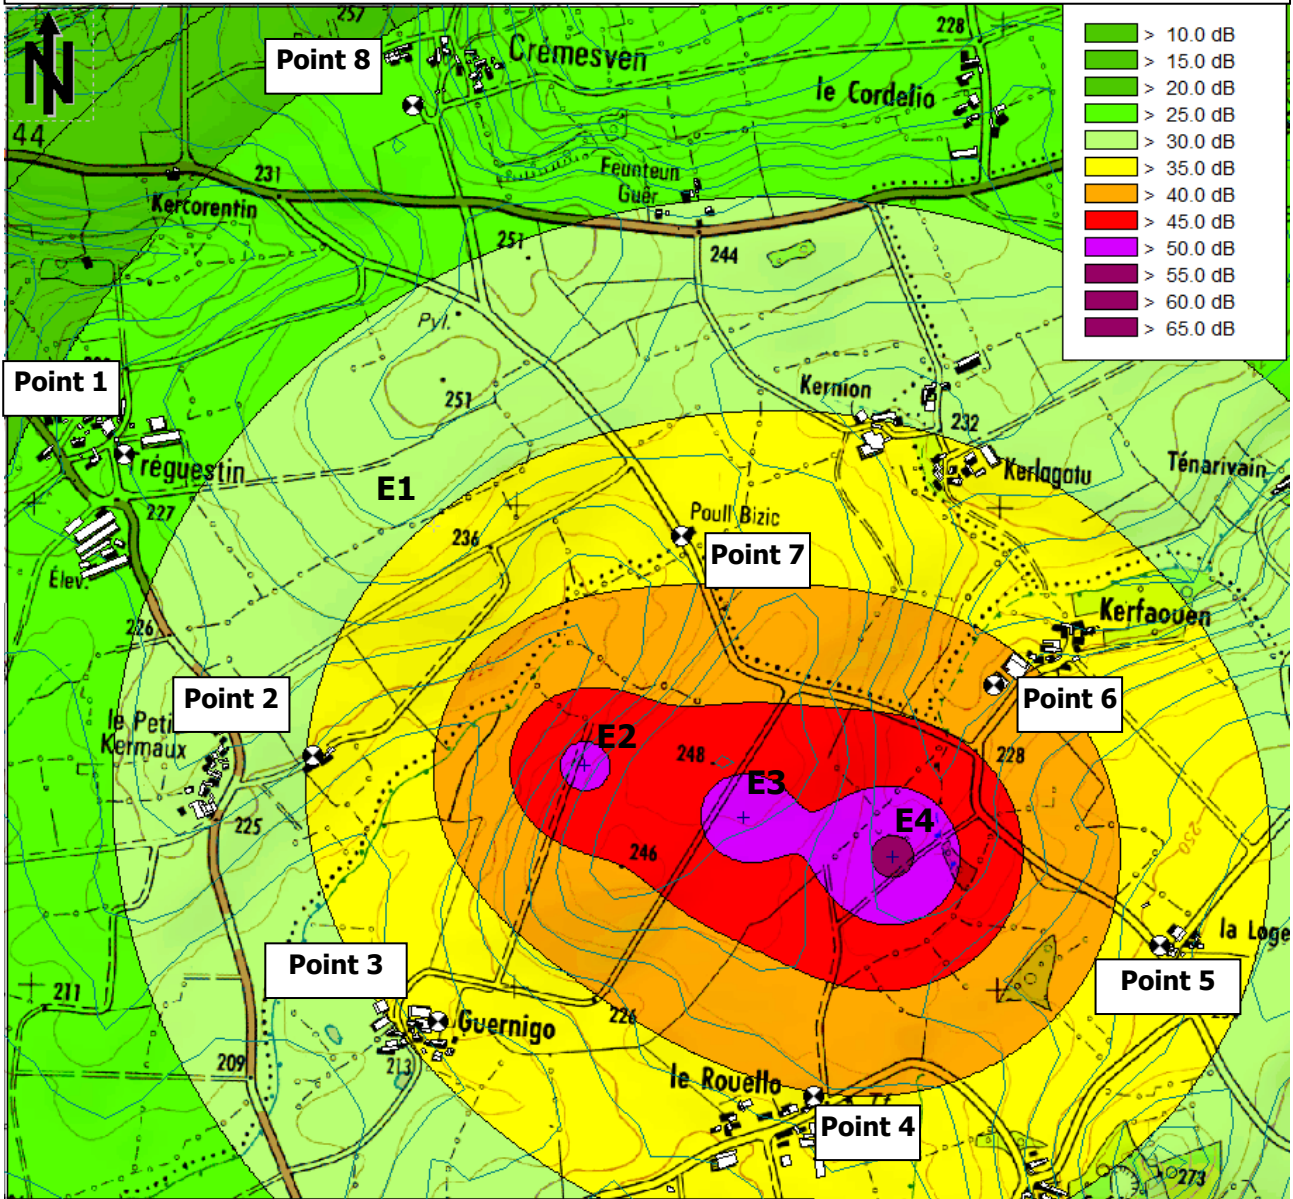 N
257
Point 8
Crémesven
228
le Cordelio
> 10.0 dB
> 15.0 dB
> 20.0 dB
> 25.0 dB
> 30.0 dB
> 35.0 dB
> 40.0 dB
> 45.0 dB
> 50.0 dB
> 55.0 dB
> 60.0 dB
> 65.0 dB
44
231
Kercorentin
Feunteun
Guêr
251
244
Pyl.
Point 1
251
Kernion
232
réguestin
E1
Kerlagatu
Ténarivain
227
236
Poull Bizic
Point 7
Élev.
226
Kerfaouen
Point 2
Point 6
le Petit
Kermaux
E2
248
228
E3
225
E4
246
250
Point 3
la Loge
Point 5
211
226
Guernigo
209
213
le Rouello
Point 4
273